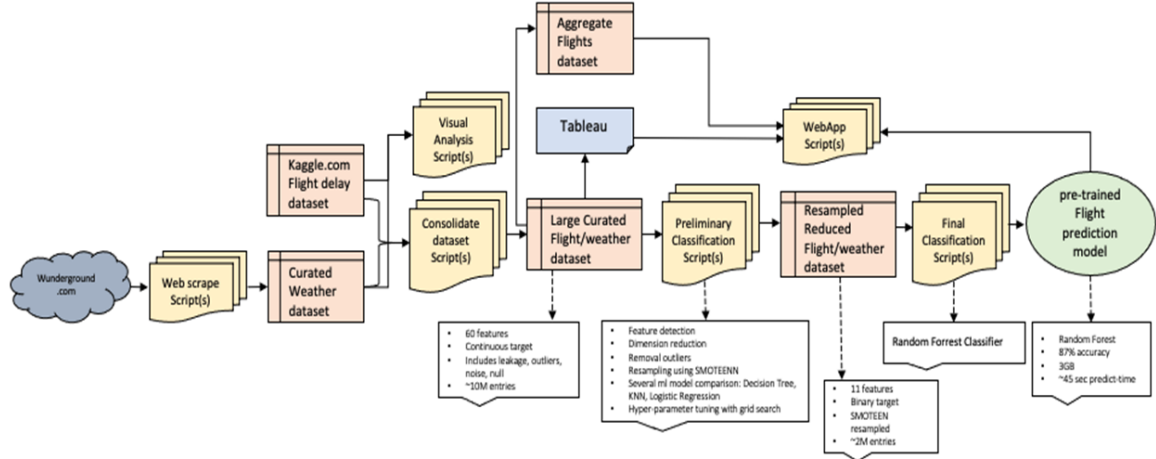 Aggregate
Flights
dataset
Tableau
WebApp
Script(s)
Visual
Analysis
Script(s)
Kaggle.com
Flight delay
dataset
Consolidate
dataset
Script(s)
Large Curated
Flight/weather
dataset
Preliminary
Classification
Script(s)
Resampled
Reduced
Flight/weather
dataset
Final
Classification
Script(s)
pre-trained
Flight
prediction
model
Wunderground
.com
Web scrape
Script(s)
Curated
Weather
dataset
• 60 features
• Continuous target
• Includes leakage, outliers,
noise, null
• ~10M entries
• Feature detection
• Dimension reduction
• Removal outliers
• Resampling using SMOTEENN
• Several ml model comparison: Decision Tree,
KNN, Logistic Regression
• Hyper-parameter tuning with grid search
• 11 features
• Binary target
• SMOTEEN
resampled
• ~2M entries
Random Forrest Classifier
• Random Forest
• 87% accuracy
• 3GB
• ~45 sec predict-time